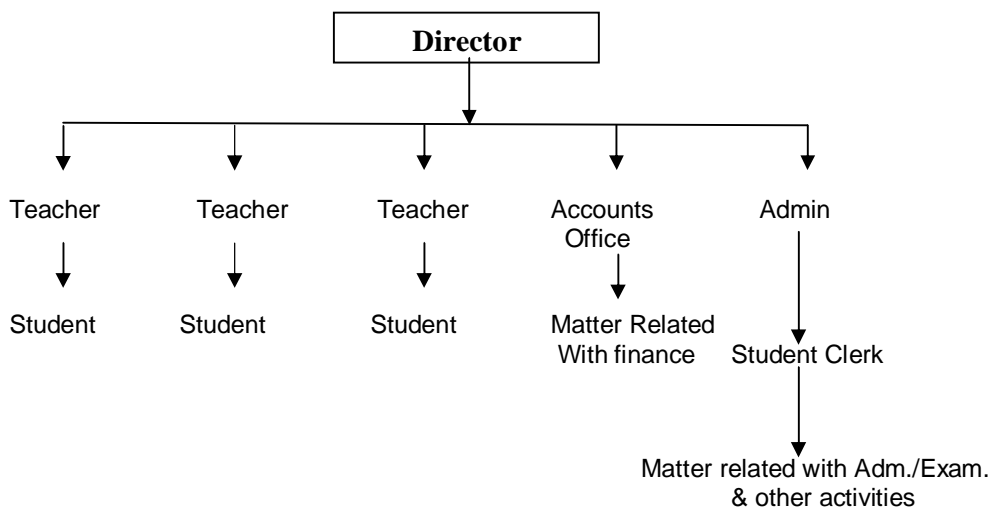 Director
Teacher Teacher Teacher Accounts Admin
Office
Student Student Student Matter Related
With finance Student Clerk
Matter related with Adm./Exam.
& other activities